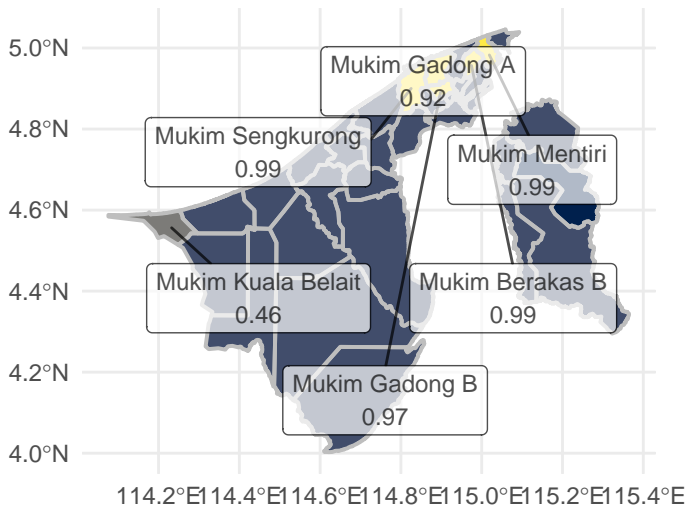 5.0°N
4.8°N
4.6°N
4.4°N
4.2°N
4.0°N
Mukim Gadong A
0.92
Mukim Sengkurong
0.99
Mukim Mentiri
0.99
Mukim Kuala Belait
0.46
Mukim Berakas B
0.99
Mukim Gadong B
0.97
114.2°E114.4°E114.6°E114.8°E115.0°E115.2°E115.4°E